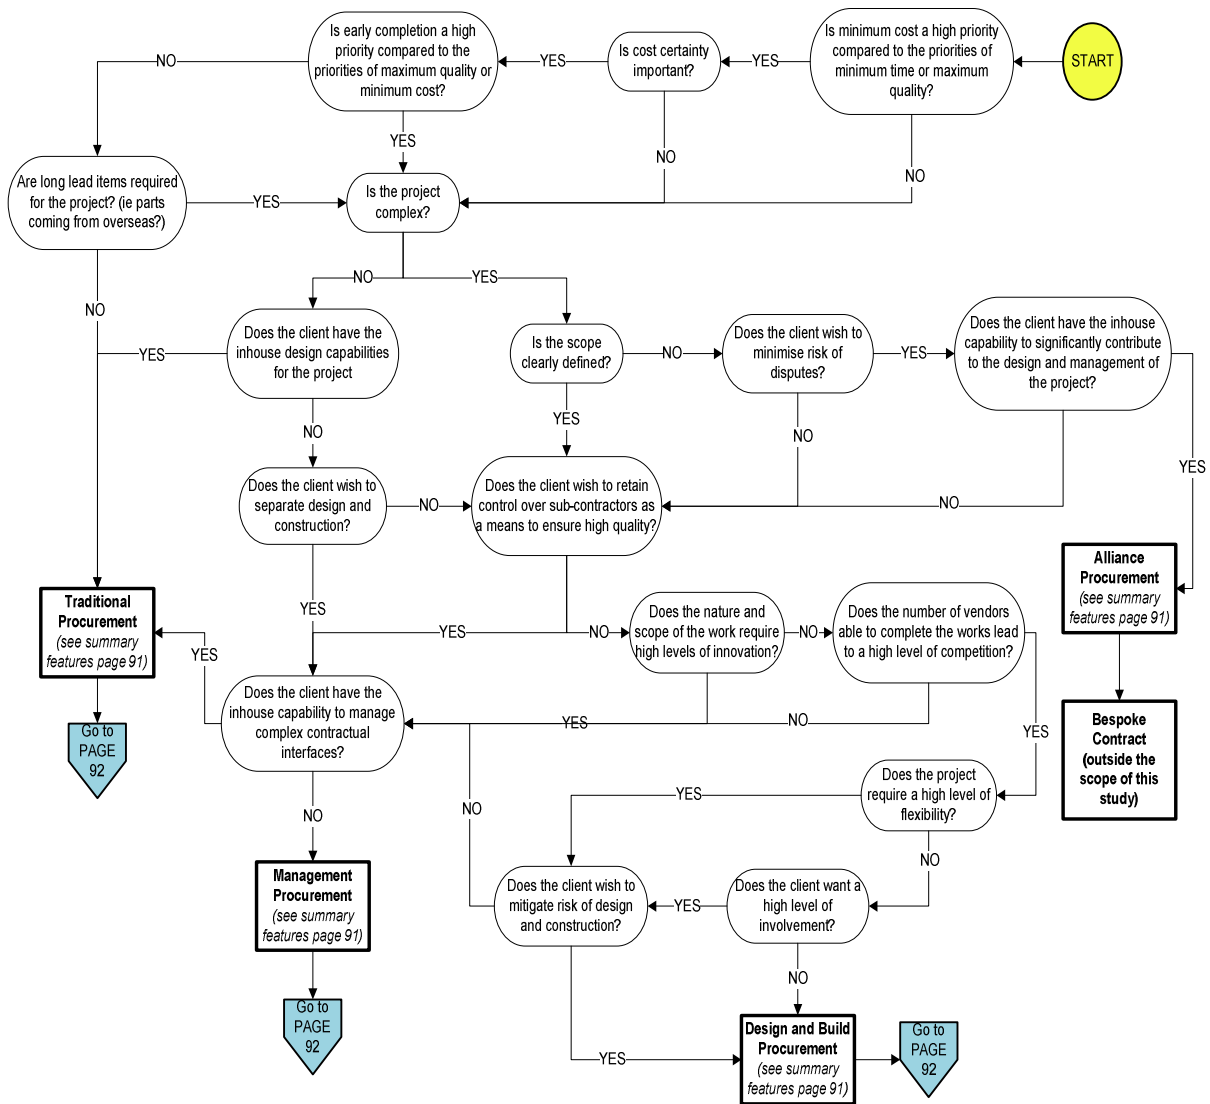 Is early completion a high
priority compared to the
priorities of maximum quality or
minimum cost?
Is cost certainty
important?
Is minimum cost a high priority
compared to the priorities of
minimum time or maximum
quality?
START
NO
YES
YES
YES
NO
NO
Are long lead items required
for the project? (ie parts
coming from overseas?)
YES
Is the project
complex?
NO
NO
YES
Does the client have the
inhouse design capabilities
for the project
YES
Is the scope
clearly defined?
NO
Does the client wish to
minimise risk of
disputes?
YES
Does the client have the inhouse
capability to significantly contribute
to the design and management of
the project?
NO
YES
NO
YES
Does the client wish to
separate design and
construction?
NO
Does the client wish to retain
control over sub-contractors as
a means to ensure high quality?
NO
YES
Traditional
Procurement
(see summary
features page 91)
YES
YES
NO
Does the nature and
scope of the work require
high levels of innovation?
NO
Does the number of vendors
able to complete the works lead
to a high level of competition?
Alliance
Procurement
(see summary
features page 91)
Go to
PAGE
92
Does the client have the
inhouse capability to manage
complex contractual
interfaces?
YES
NO
YES
Bespoke
Contract
(outside the
scope of this
study)
NO
NO
YES
Does the project
require a high level of
flexibility?
NO
Management
Procurement
(see summary
features page 91)
Does the client wish to
mitigate risk of design
and construction?
YES
Does the client want a
high level of
involvement?
NO
Go to
PAGE
92
YES
Design and Build
Procurement
(see summary
features page 91)
Go to
PAGE
92